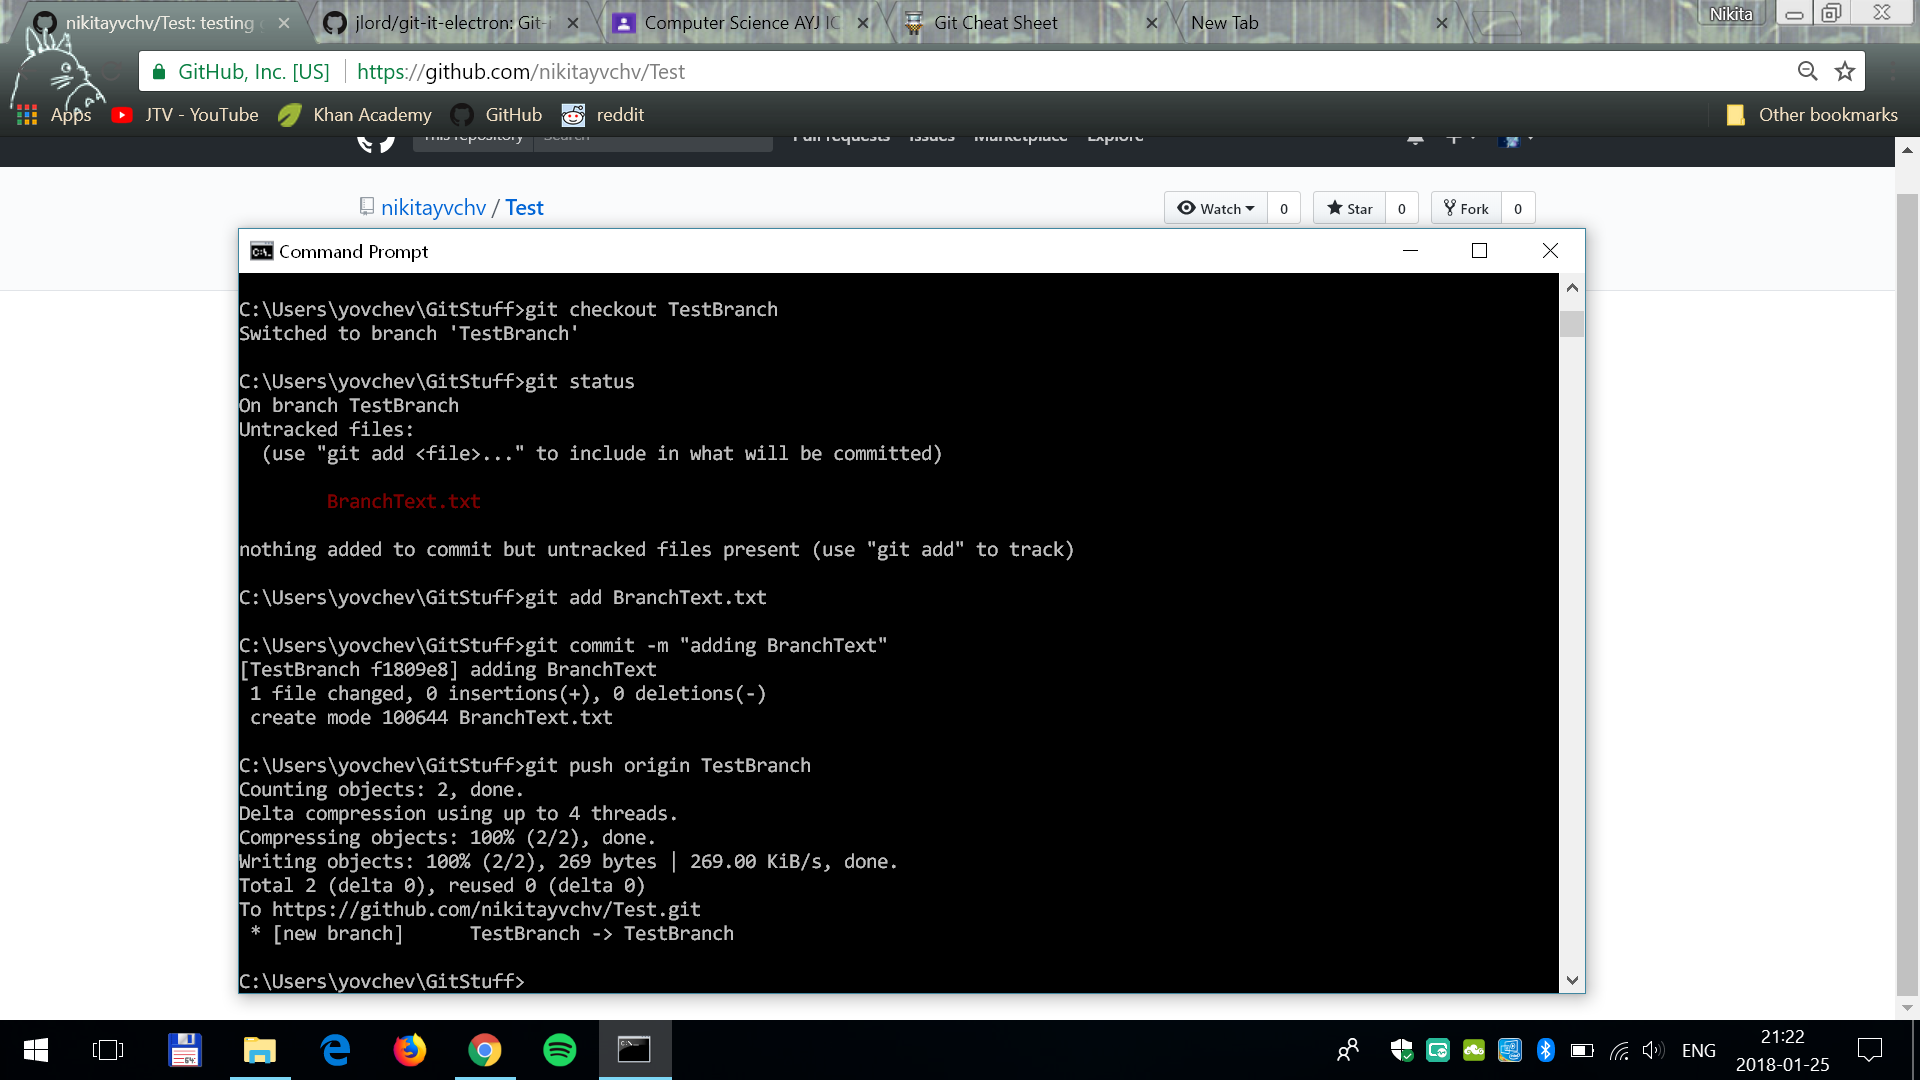 nikitayvchv/Test: testing
jlord/git-it-electron: Git-i
Computer Science AYJ IC
Git Cheat Sheet
New Tab
Nikita
GitHub, Inc. [US]
https://github.com/nikitayvchv/Test
Apps
JTV - YouTube
Khan Academy
GitHub
reddit
Other bookmarks
This repository
Search
Pull requests
Issues
Marketplace
Explore
nikitayvchv / Test
Watch 0
Star 0
Fork 0
Command Prompt
C:\Users\yovchev\GitStuff>git checkout TestBranch
Switched to branch 'TestBranch'
C:\Users\yovchev\GitStuff>git status
On branch TestBranch
Untracked files:
(use "git add <file>..." to include in what will be committed)
BranchText.txt
nothing added to commit but untracked files present (use "git add" to track)
C:\Users\yovchev\GitStuff>git add BranchText.txt
C:\Users\yovchev\GitStuff>git commit -m "adding BranchText"
[TestBranch f1809e8] adding BranchText
1 file changed, 0 insertions(+), 0 deletions(-)
create mode 100644 BranchText.txt
C:\Users\yovchev\GitStuff>git push origin TestBranch
Counting objects: 2, done.
Delta compression using up to 4 threads.
Compressing objects: 100% (2/2), done.
Writing objects: 100% (2/2), 269 bytes | 269.00 KiB/s, done.
Total 2 (delta 0), reused 0 (delta 0)
To https://github.com/nikitayvchv/Test.git
* [new branch]      TestBranch -> TestBranch
C:\Users\yovchev\GitStuff>
64
ENG
21:22
2018-01-25